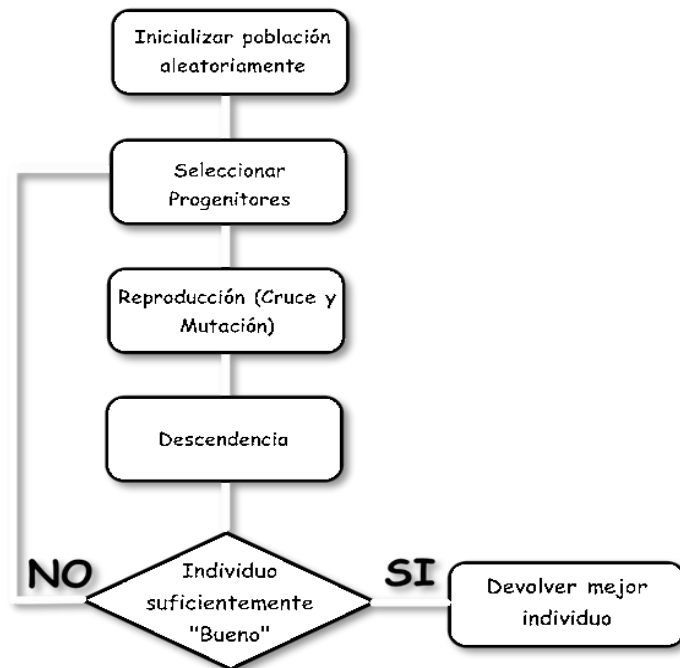 Inicializar población
aleatoriamente
Seleccionar
Progenitores
Reproducción (Cruce y
Mutación)
Descendencia
NO
Individuo
suficientemente
"Bueno"
SI
Devolver mejor
individuo